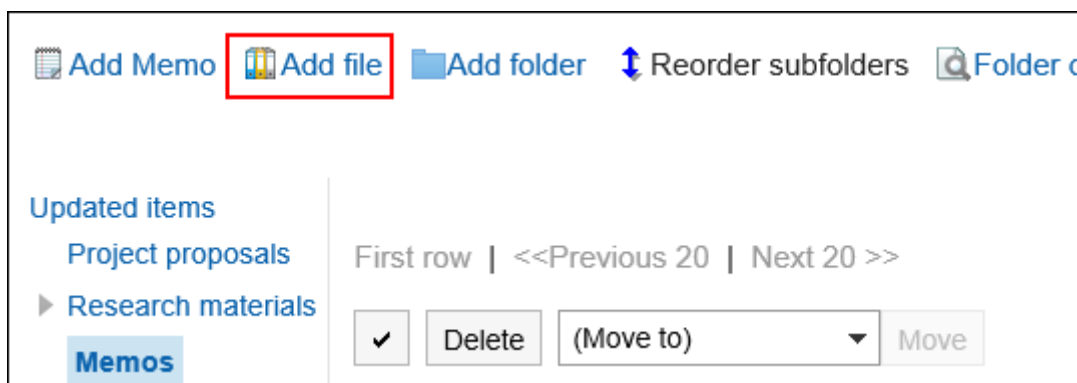 Add Memo Add file Add folder Reorder subfolders Folder
Updated items
Project proposals
First row | <<Previous 20 | Next 20 >>
Research materials
Delete (Move to) Move
Memos